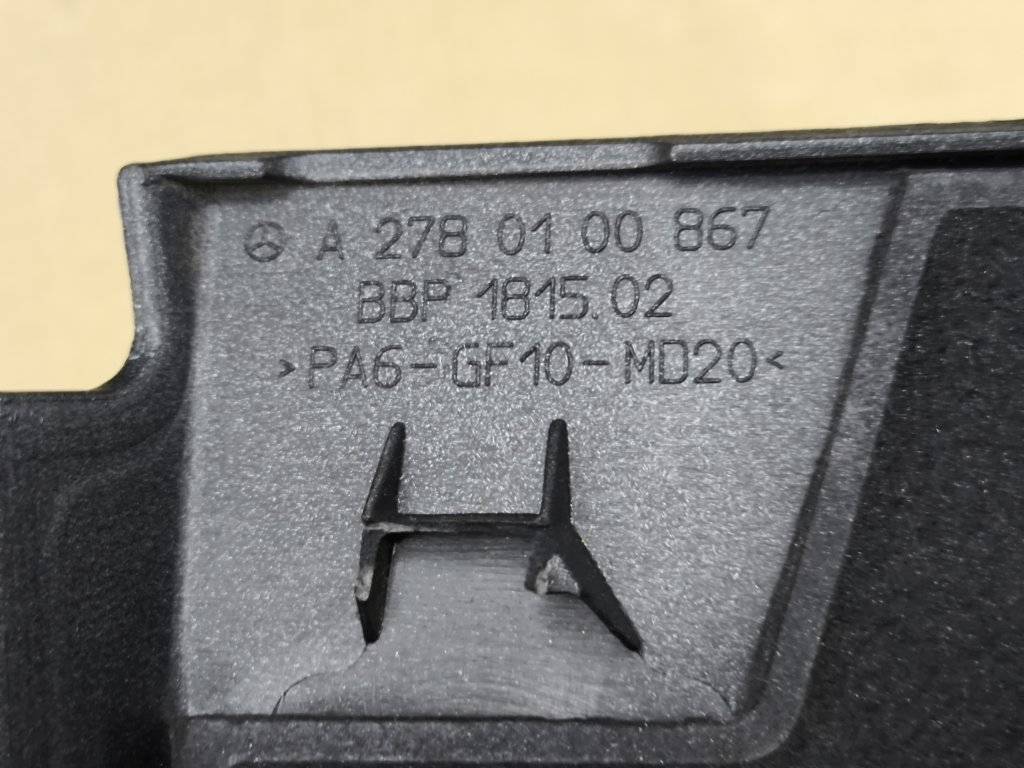 A 278 01 00 867
BBP 1815.02
>PA6-GF10-MD20<